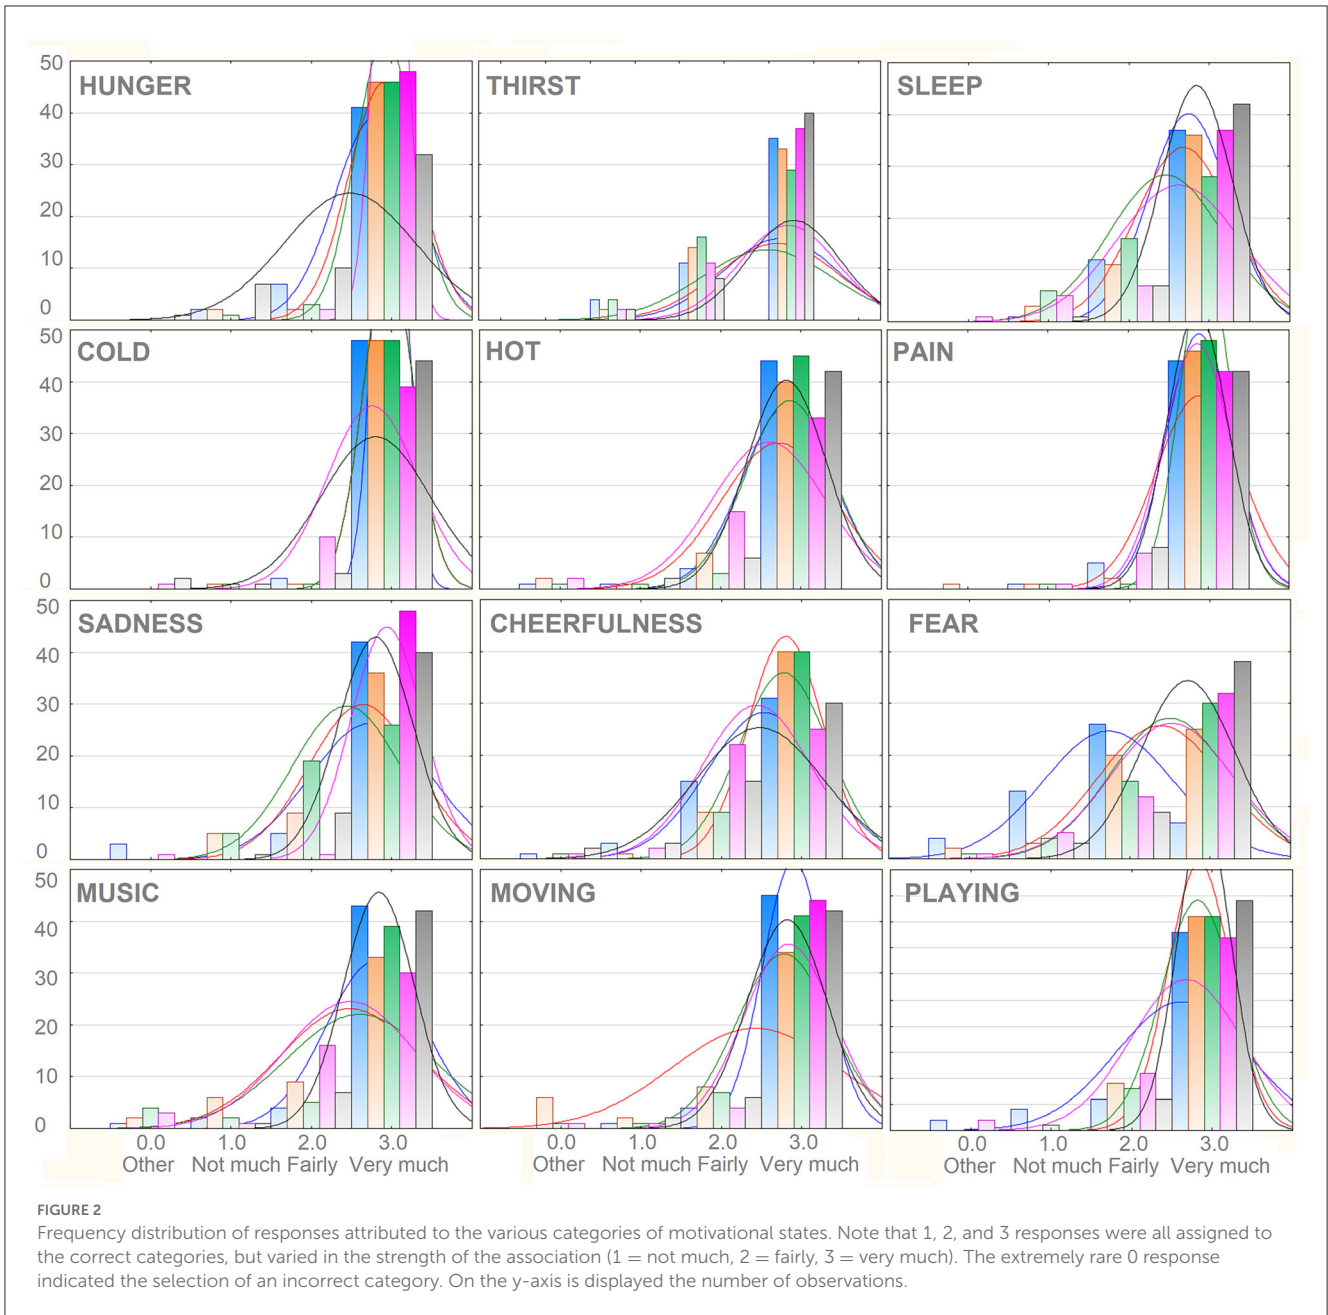 50 HUNGER THIRST SLEEP
40
30
20
10
0
50 COLD HOT PAIN
40
30
20
10
0
50 SADNESS CHEERFULNESS FEAR
40
30
20
10
0
50 MUSIC MOVING PLAYING
40
30
20
10
0
0.0 1.0 2.0 3.0 0.0 1.0 2.0 3.0 0.0 1.0 2.0 3.0
Other Not much Fairly Very much Other Not much Fairly Very much Other Not much Fairly Very much
FIGURE 2
Frequency distribution of responses attributed to the various categories of motivational states. Note that 1, 2, and 3 responses were all assigned to
the correct categories, but varied in the strength of the association (1 = not much, 2 = fairly, 3 = very much). The extremely rare 0 response
indicated the selection of an incorrect category. On the y-axis is displayed the number of observations.